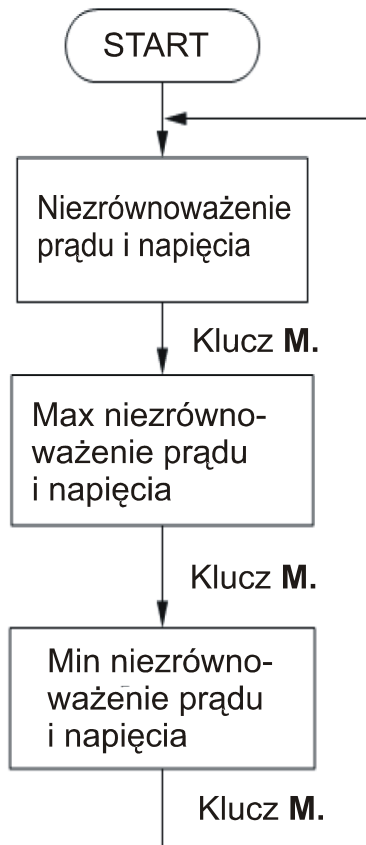 START
Niezrównoważenie
prądu i napięcia
Klucz M.
Max niezrówno-
ważenie prądu
i napięcia
Klucz M.
Min niezrówno-
ważenie prądu
i napięcia
Klucz M.